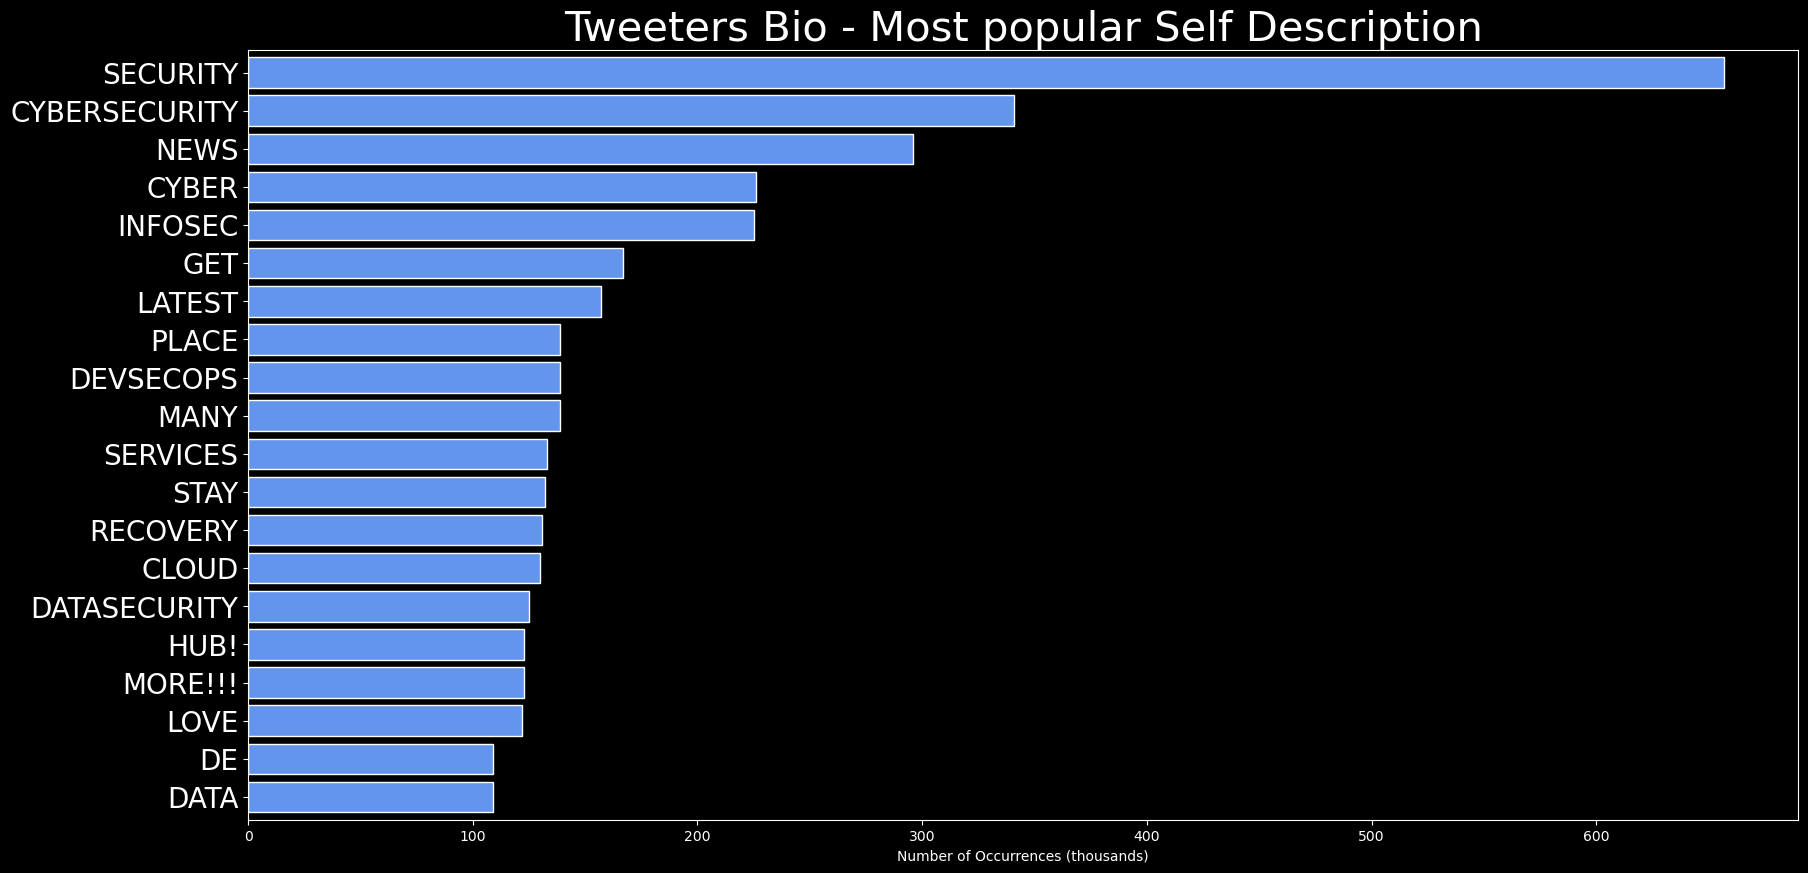 Tweeters Bio - Most popular Self Description
SECURITY
CYBERSECURITY
NEWS
CYBER
INFOSEC
GET
LATEST
PLACE
DEVSECOPS
MANY
SERVICES
STAY
RECOVERY
CLOUD
DATASECURITY
HUB!
MORE!!!
LOVE
DE
DATA
0 100 200 300 400 500 600
Number of Occurrences (thousands)